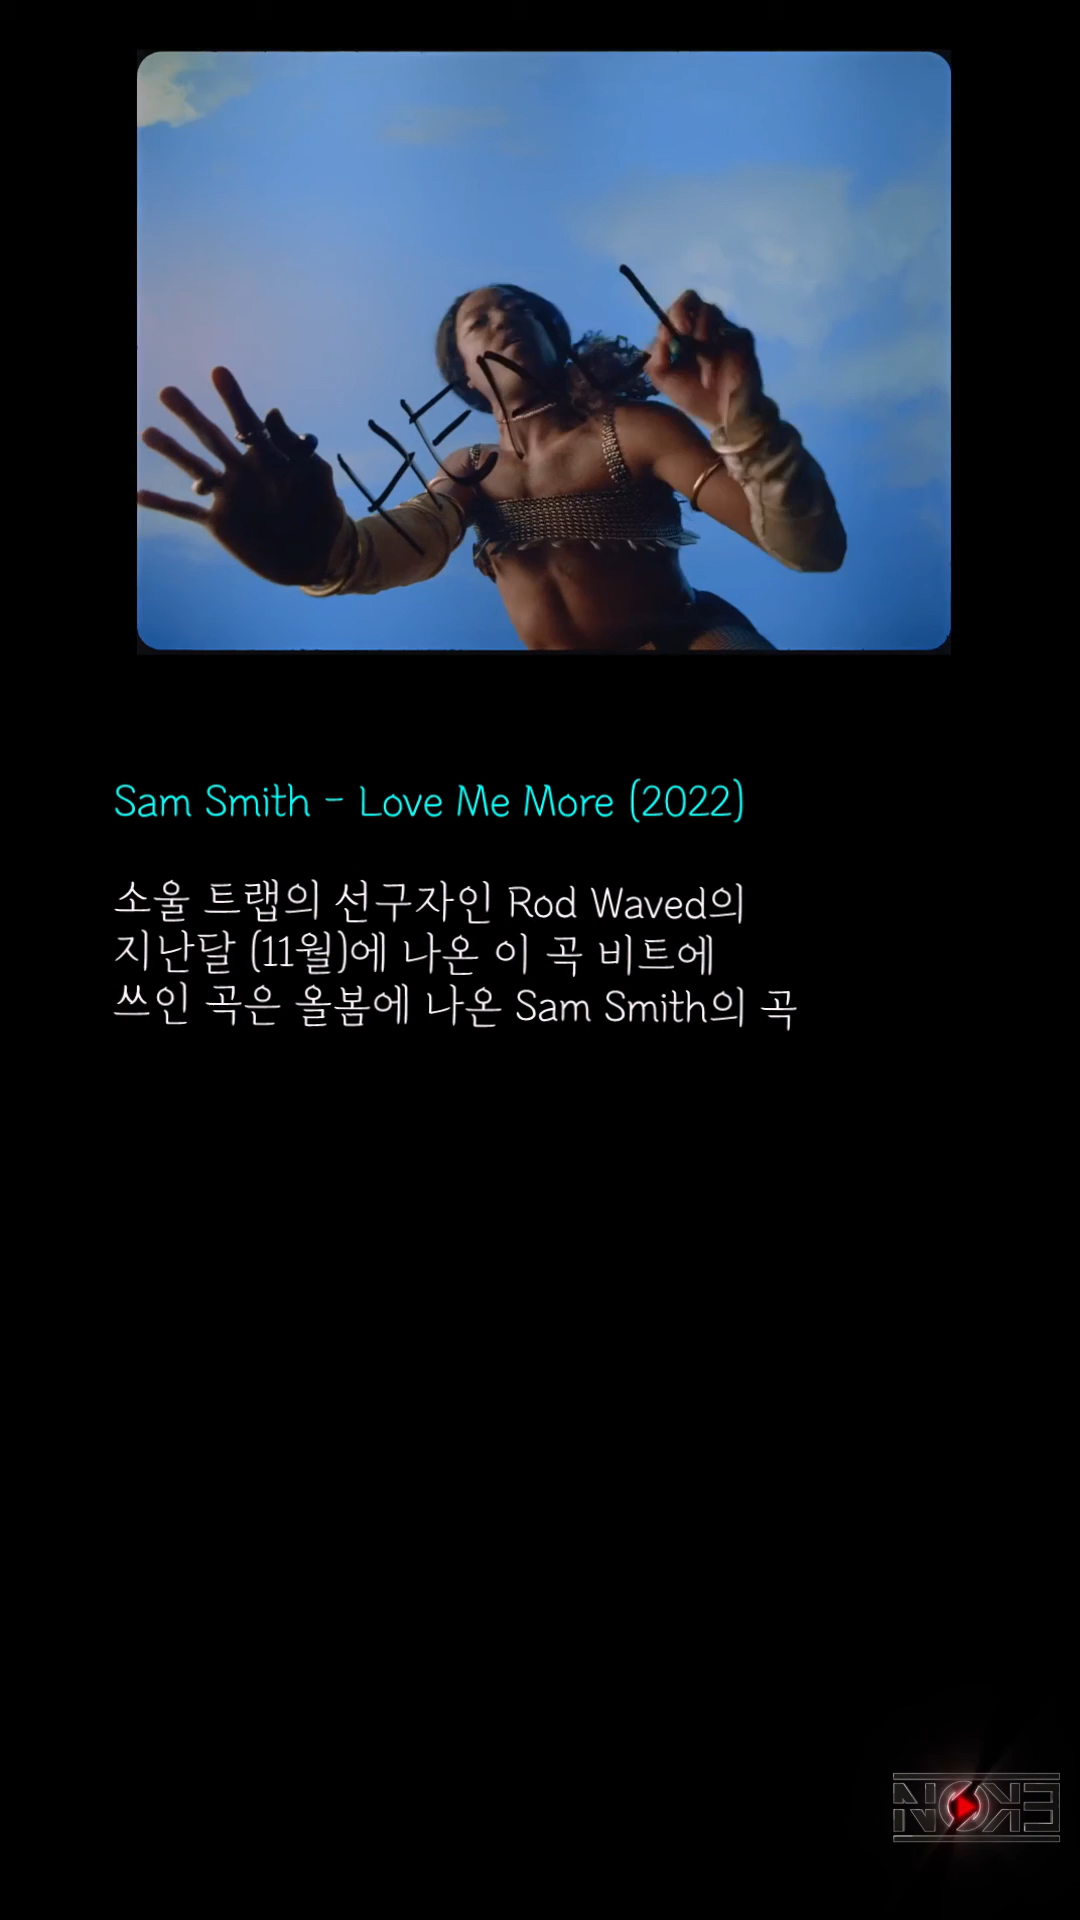 Sam Smith - Love Me More (2022)
소울 트랩의 선구자인 Rod Waved의
지난달 (11월)에 나온 이 곡 비트에
쓰인 곡은 올봄에 나온 Sam Smith의 곡